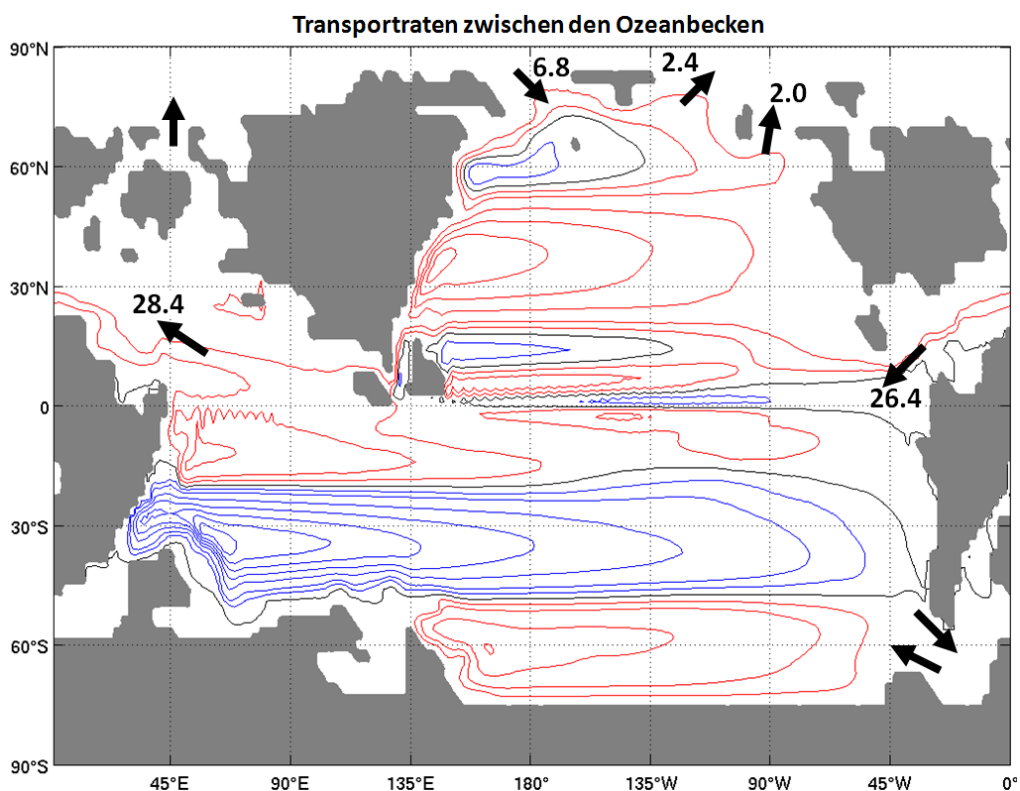 Transportraten zwischen den Ozeanbecken
90°N
6.8
2.4
2.0
60°N
30°N
28.4
0
26.4
30°S
60°S
90°S
45°E
90°E
135°E
180°
135°W
90°W
45°W
0°